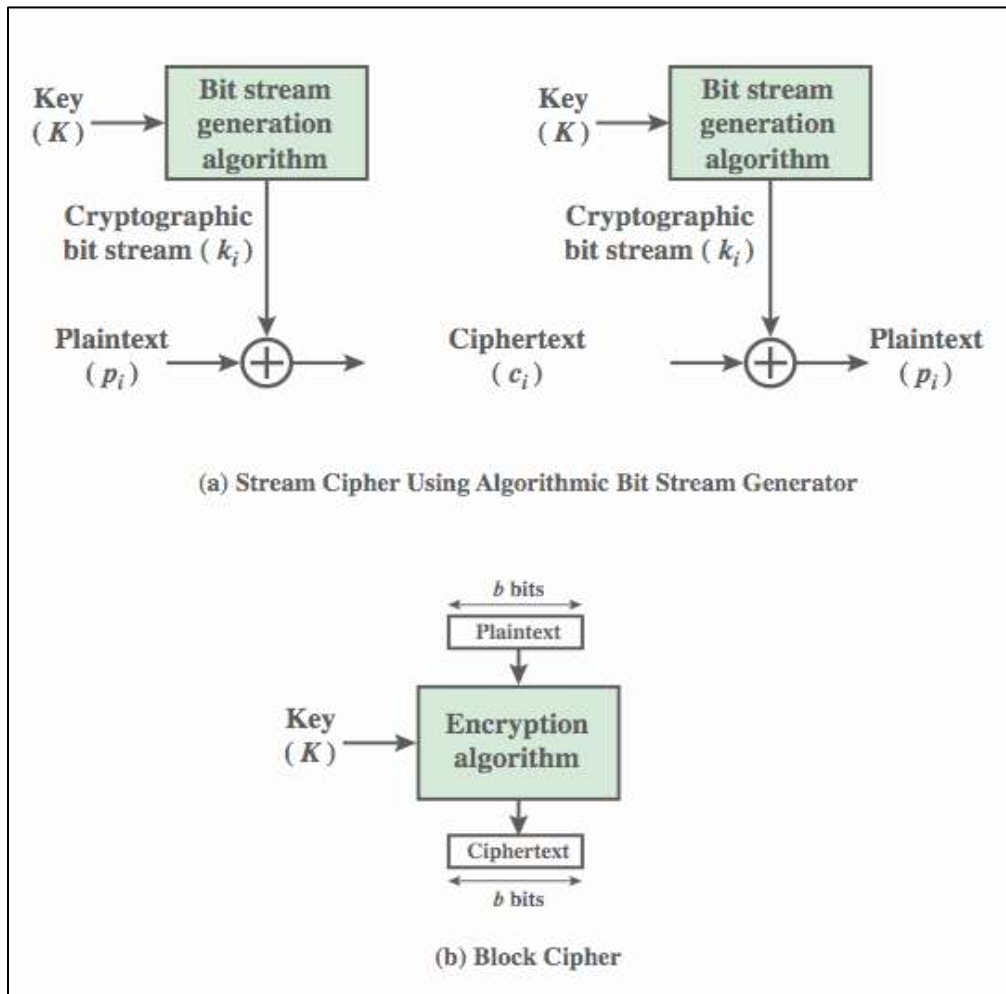 Key
(K)
Bit stream
generation
algorithm
Cryptographic
bit stream (kᵢ)
Plaintext
(pᵢ)
Ciphertext
(cᵢ)
Key
(K)
Bit stream
generation
algorithm
Cryptographic
bit stream (kᵢ)
Plaintext
(pᵢ)
(a) Stream Cipher Using Algorithmic Bit Stream Generator
b bits
Plaintext
Key
(K)
Encryption
algorithm
Ciphertext
b bits
(b) Block Cipher